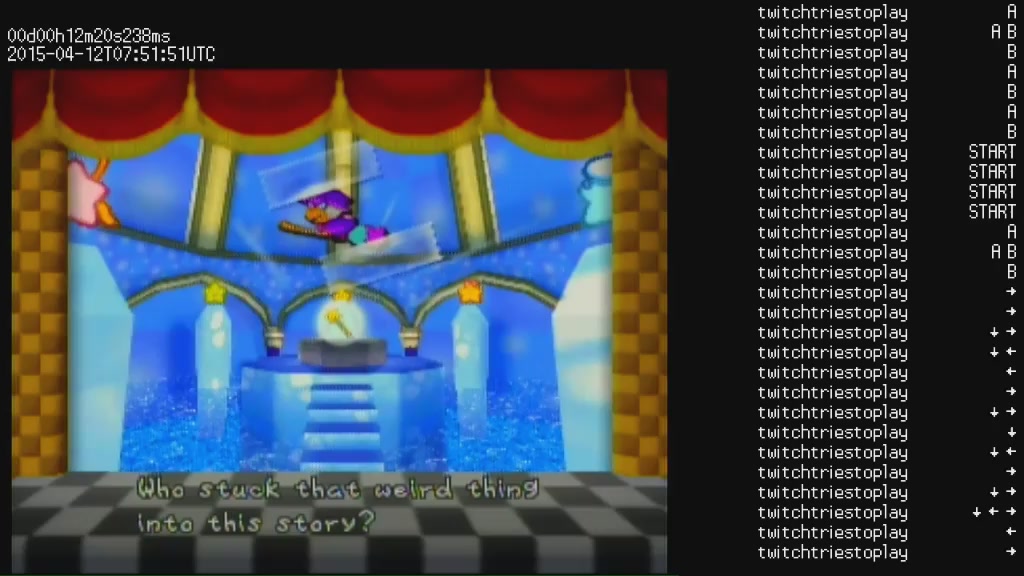 00d00h12m20s238ms
2015-04-12T07:51:51UTC
Who stuck that weird thing
into this story?
twitchtriestoplay A
twitchtriestoplay A B
twitchtriestoplay B
twitchtriestoplay A
twitchtriestoplay B
twitchtriestoplay A
twitchtriestoplay B
twitchtriestoplay START
twitchtriestoplay START
twitchtriestoplay START
twitchtriestoplay START
twitchtriestoplay A
twitchtriestoplay A B
twitchtriestoplay B
twitchtriestoplay →
twitchtriestoplay →
twitchtriestoplay ↓ →
twitchtriestoplay ↓ ←
twitchtriestoplay ←
twitchtriestoplay →
twitchtriestoplay ↓ →
twitchtriestoplay ↓
twitchtriestoplay ↓ ←
twitchtriestoplay →
twitchtriestoplay ↓ →
twitchtriestoplay ↓ ← →
twitchtriestoplay ←
twitchtriestoplay →